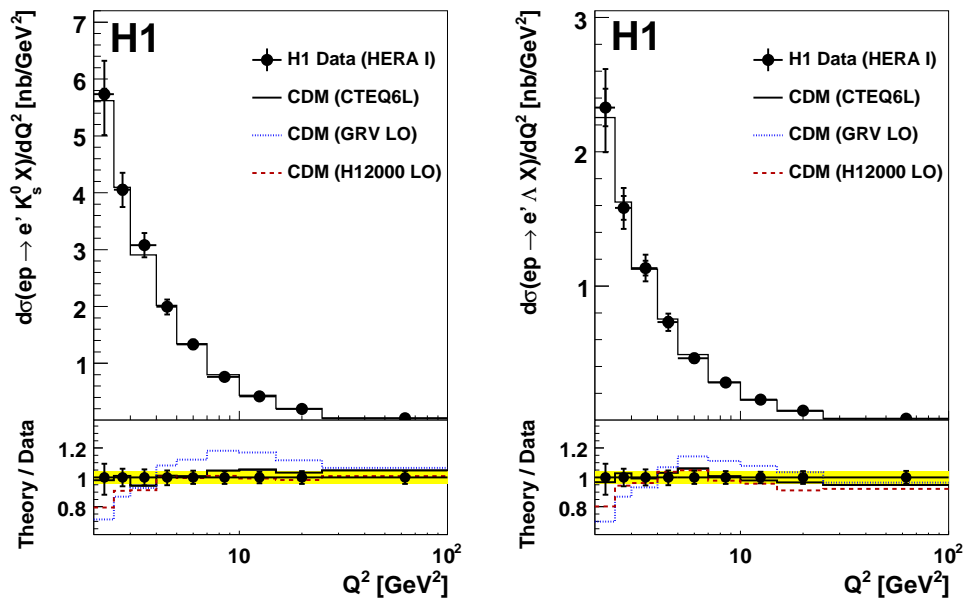 H1
H1 Data (HERA I)
CDM (CTEQ6L)
CDM (GRV LO)
CDM (H12000 LO)
dσ(ep → e' K⁰ₛ X)/dQ² [nb/GeV²]
7
6
5
4
3
2
1
Theory / Data
1.2
1
0.8
10
10²
Q² [GeV²]
H1
H1 Data (HERA I)
CDM (CTEQ6L)
CDM (GRV LO)
CDM (H12000 LO)
dσ(ep → e' Λ X)/dQ² [nb/GeV²]
3
2
1
Theory / Data
1.2
1
0.8
10
10²
Q² [GeV²]